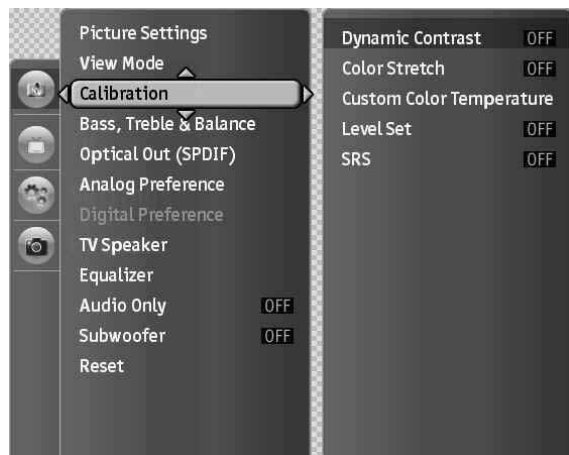 Picture Settings
View Mode
Calibration
Bass, Treble & Balance
Optical Out (SPDIF)
Analog Preference
Digital Preference
TV Speaker
Equalizer
Audio Only OFF
Subwoofer OFF
Reset
Dynamic Contrast OFF
Color Stretch OFF
Custom Color Temperature
Level Set OFF
SRS OFF